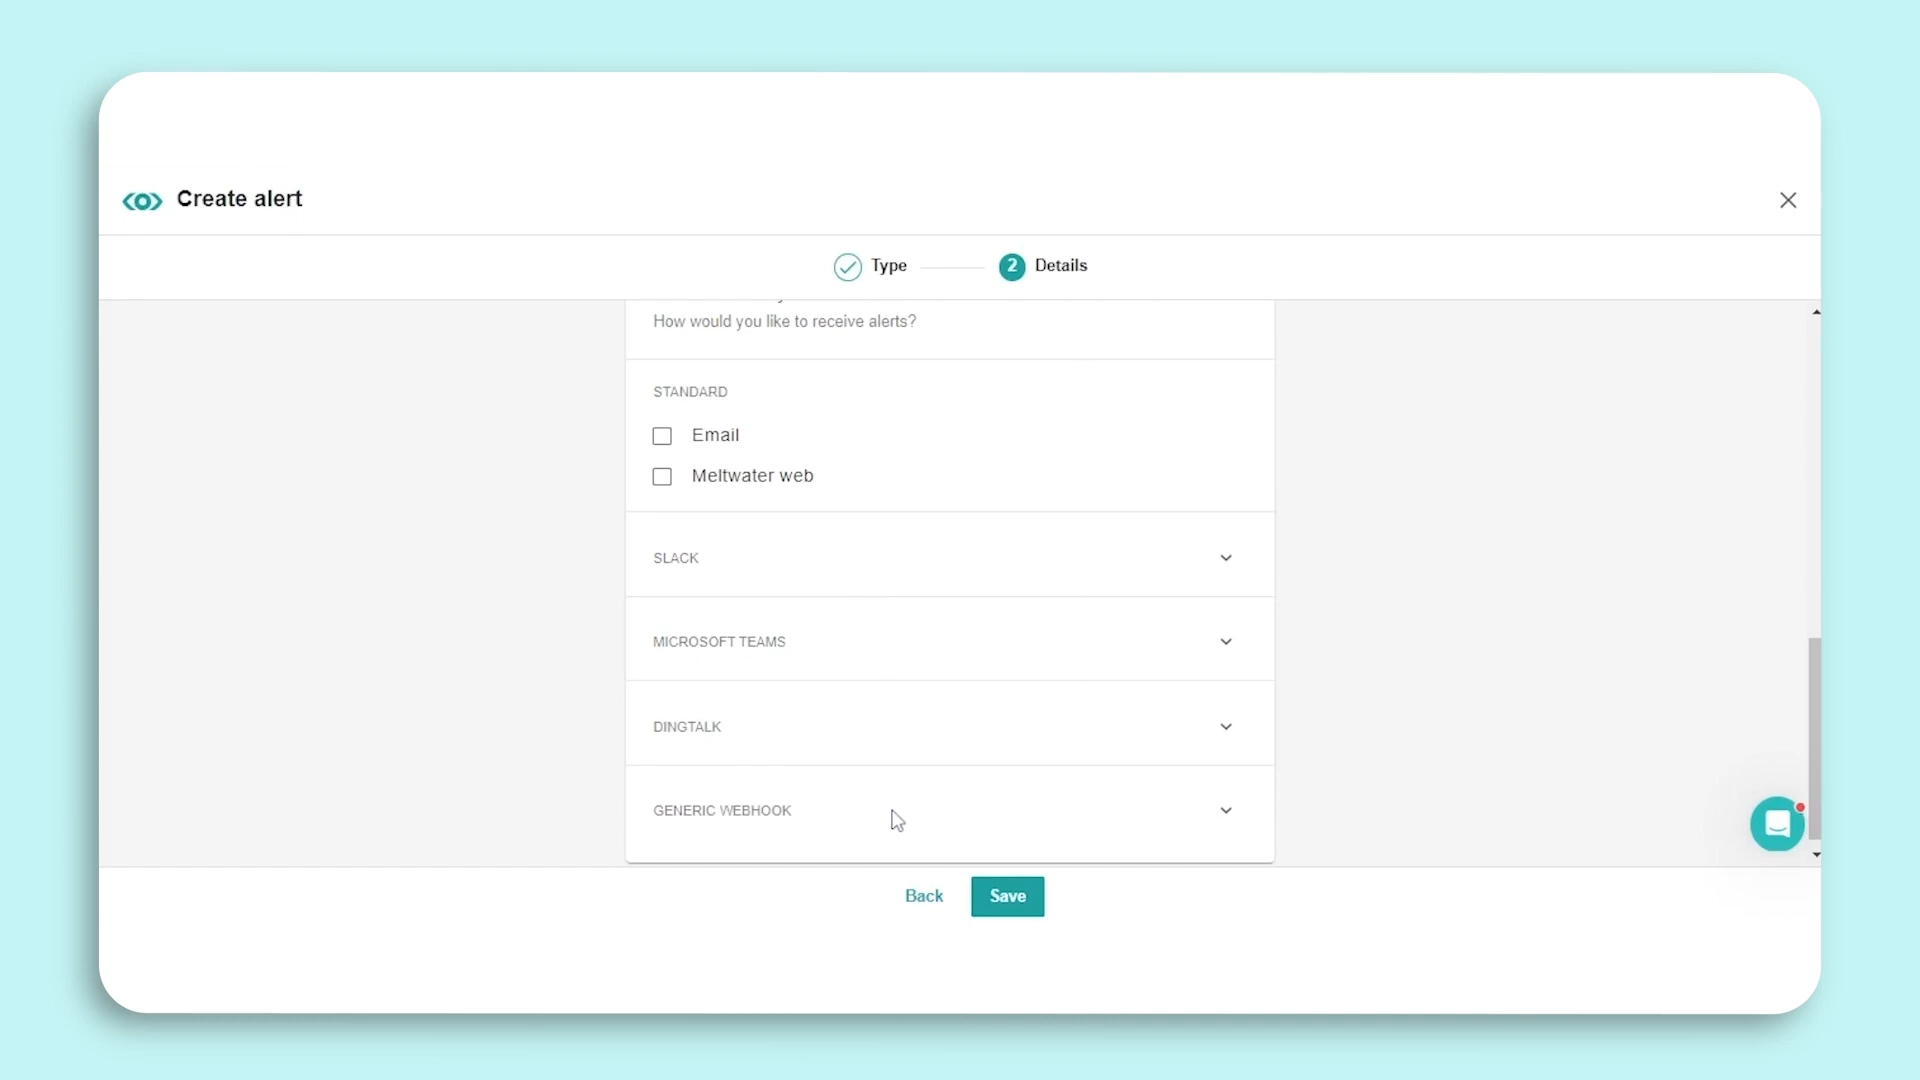 Create alert
Type
2 Details
How would you like to receive alerts?
STANDARD
Email
Meltwater web
SLACK
MICROSOFT TEAMS
DINGTALK
GENERIC WEBHOOK
Back
Save